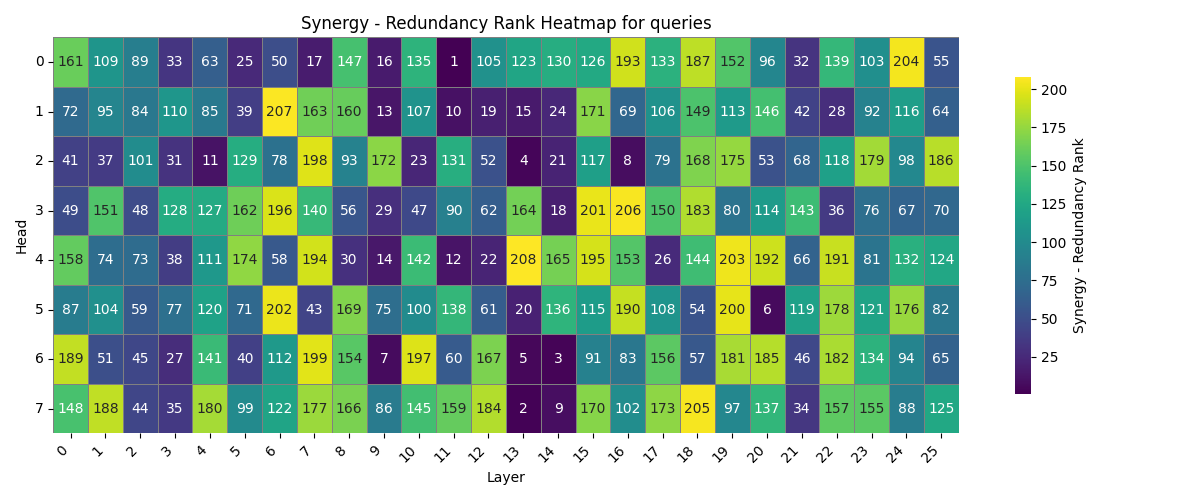 Synergy - Redundancy Rank Heatmap for queries
0 161 109 89 33 63 25 50 17 147 16 135 1 105 123 130 126 193 133 187 152 96 32 139 103 204 55
1 72 95 84 110 85 39 207 163 160 13 107 10 19 15 24 171 69 106 149 113 146 42 28 92 116 64
2 41 37 101 31 11 129 78 198 93 172 23 131 52 4 21 117 8 79 168 175 53 68 118 179 98 186
3 49 151 48 128 127 162 196 140 56 29 47 90 62 164 18 201 206 150 183 80 114 143 36 76 67 70
4 158 74 73 38 111 174 58 194 30 14 142 12 22 208 165 195 153 26 144 203 192 66 191 81 132 124
5 87 104 59 77 120 71 202 43 169 75 100 138 61 20 136 115 190 108 54 200 6 119 178 121 176 82
6 189 51 45 27 141 40 112 199 154 7 197 60 167 5 3 91 83 156 57 181 185 46 182 134 94 65
7 148 188 44 35 180 99 122 177 166 86 145 159 184 2 9 170 102 173 205 97 137 34 157 155 88 125
0 1 2 3 4 5 6 7 8 9 10 11 12 13 14 15 16 17 18 19 20 21 22 23 24 25
Layer
Head
200
175
150
125
100
75
50
25
Synergy - Redundancy Rank